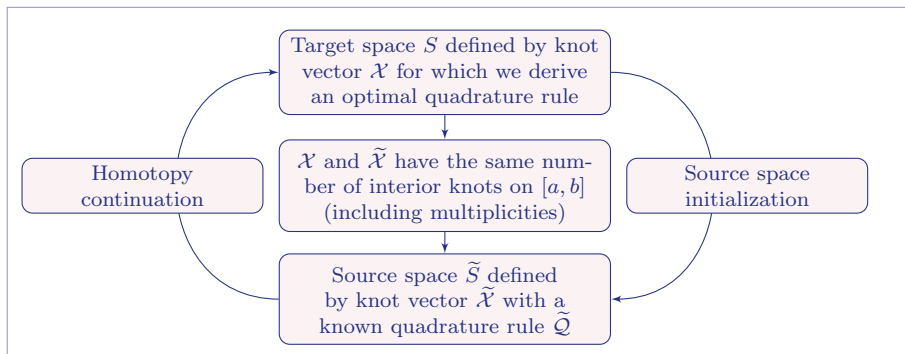 Target space S defined by knot
vector 𝒳 for which we derive
an optimal quadrature rule
Homotopy
continuation
𝒳 and 𝒳̃ have the same num-
ber of interior knots on [a, b]
(including multiplicities)
Source space
initialization
Source space S̃ defined
by knot vector 𝒳̃ with a
known quadrature rule 𝒬̃